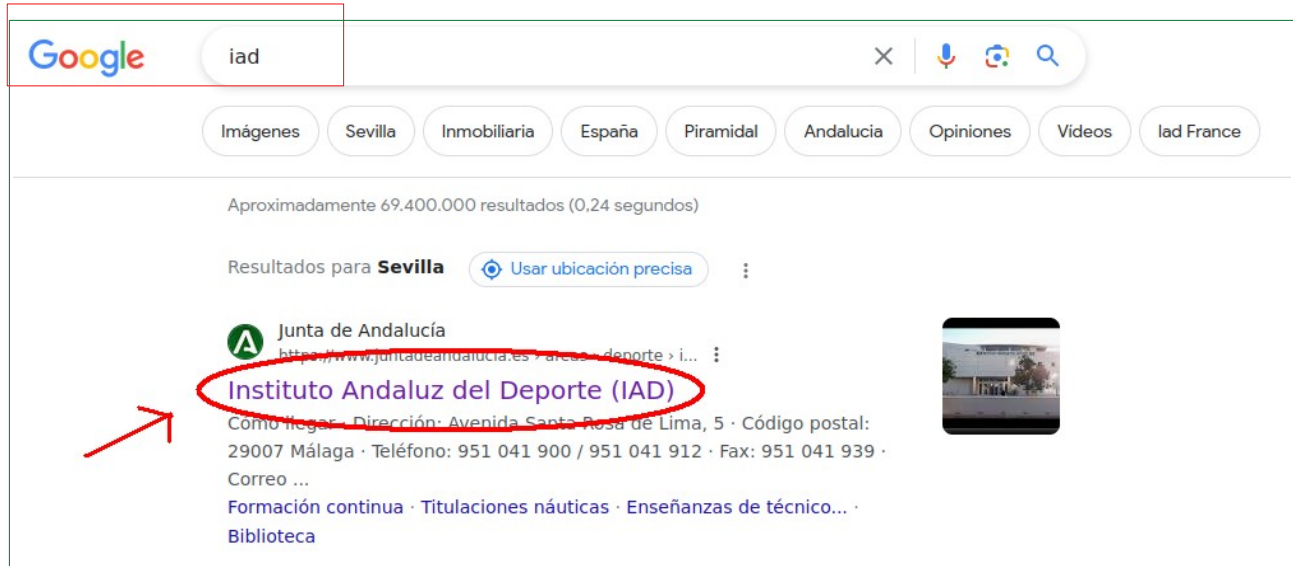 Google
iad
Imágenes Sevilla Inmobiliaria España Piramidal Andalucia Opiniones Vídeos Iad France
Aproximadamente 69.400.000 resultados (0,24 segundos)
Resultados para Sevilla Usar ubicación precisa
Junta de Andalucía
https://www.juntadeandalucia.es › areas › deporte › i...
Instituto Andaluz del Deporte (IAD)
Cómo llegar · Dirección: Avenida Santa Rosa de Lima, 5 · Código postal:
29007 Málaga · Teléfono: 951 041 900 / 951 041 912 · Fax: 951 041 939 ·
Correo ...
Formación continua · Titulaciones náuticas · Enseñanzas de técnico... ·
Biblioteca